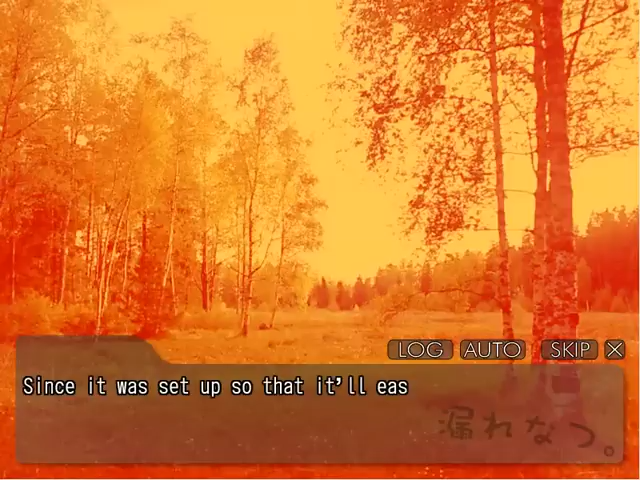 LOG AUTO SKIP X
Since it was set up so that it'll eas
漏れなつ。